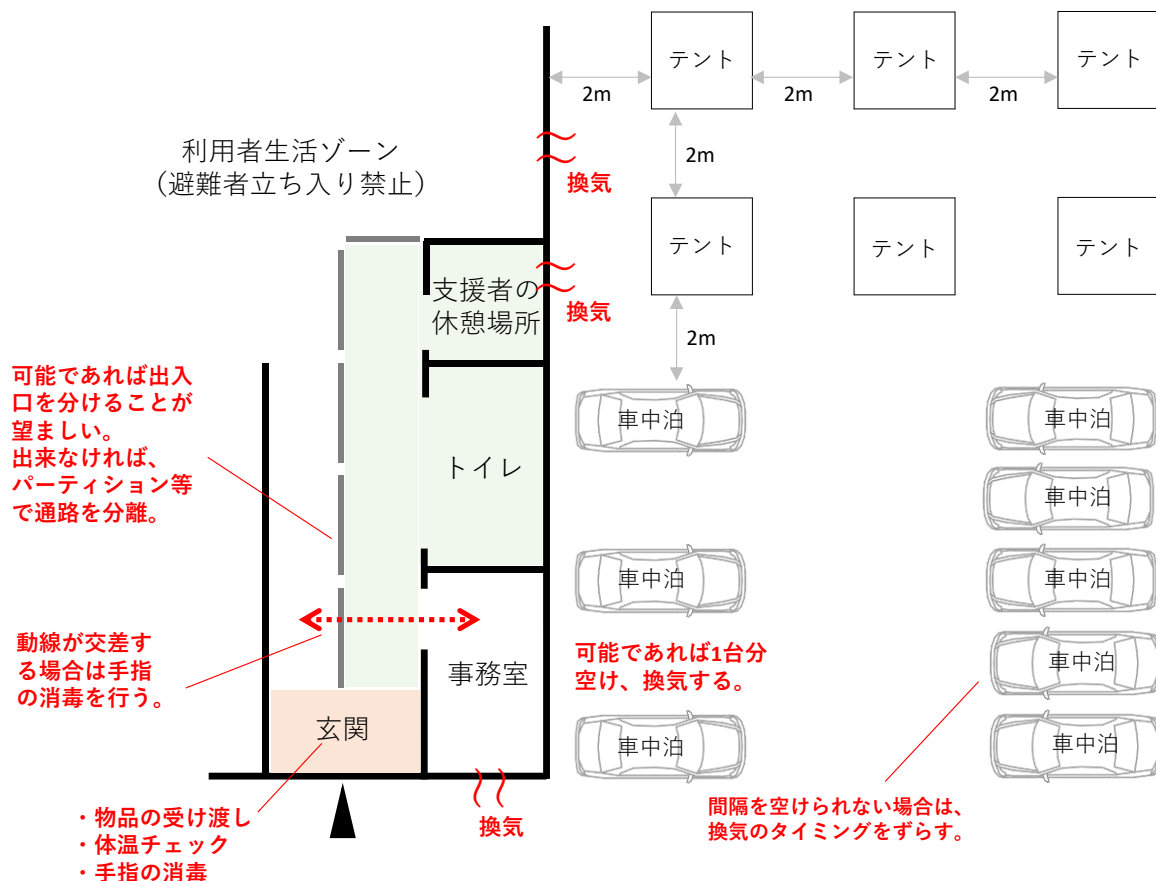 テント
テント
テント
2m
2m
2m
利用者生活ゾーン
（避難者立ち入り禁止）
換気
2m
テント
テント
テント
支援者の
休憩場所
換気
2m
可能であれば出入
口を分けることが
望ましい。
出来なければ、
パーティション等
で通路を分離。
トイレ
車中泊
車中泊
車中泊
車中泊
車中泊
車中泊
車中泊
車中泊
動線が交差す
る場合は手指
の消毒を行う。
事務室
可能であれば1台分
空け、換気する。
玄関
・物品の受け渡し
・体温チェック
・手指の消毒
換気
間隔を空けられない場合は、
換気のタイミングをずらす。